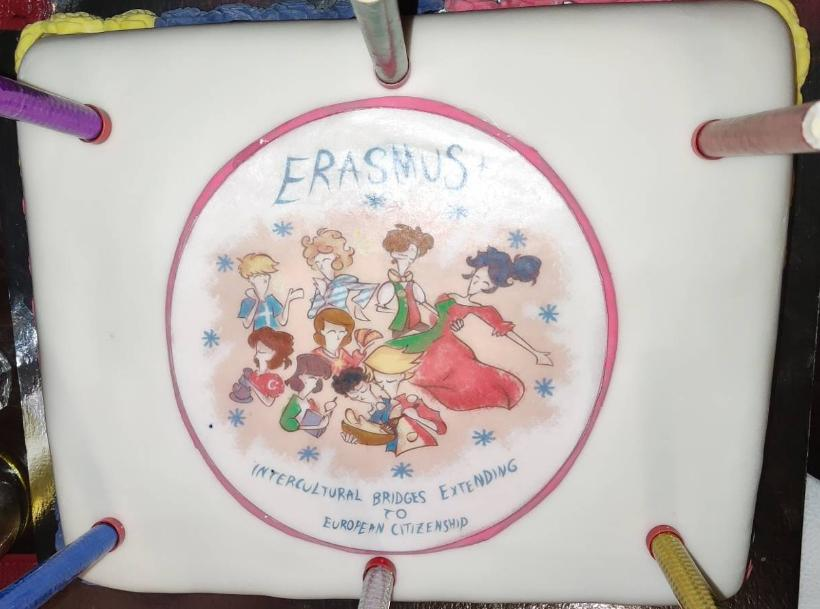 ERASMUS+
INTERCULTURAL BRIDGES EXTENDING
TO
EUROPEAN CITIZENSHIP